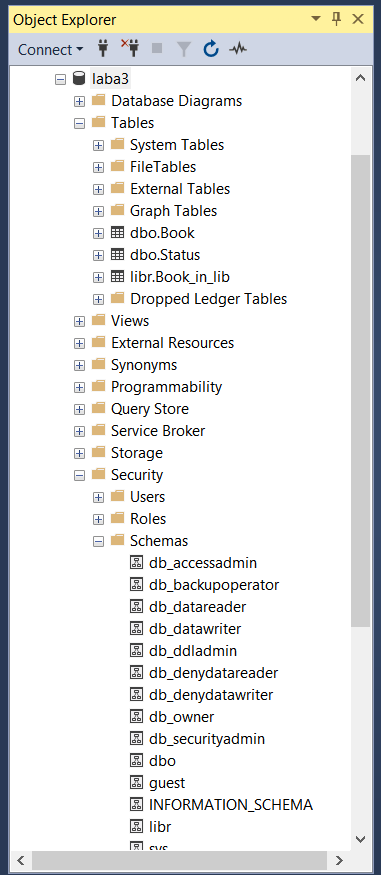 Object Explorer
Connect
laba3
Database Diagrams
Tables
System Tables
FileTables
External Tables
Graph Tables
dbo.Book
dbo.Status
libr.Book_in_lib
Dropped Ledger Tables
Views
External Resources
Synonyms
Programmability
Query Store
Service Broker
Storage
Security
Users
Roles
Schemas
db_accessadmin
db_backupoperator
db_datareader
db_datawriter
db_ddladmin
db_denydatareader
db_denydatawriter
db_owner
db_securityadmin
dbo
guest
INFORMATION_SCHEMA
libr
sys